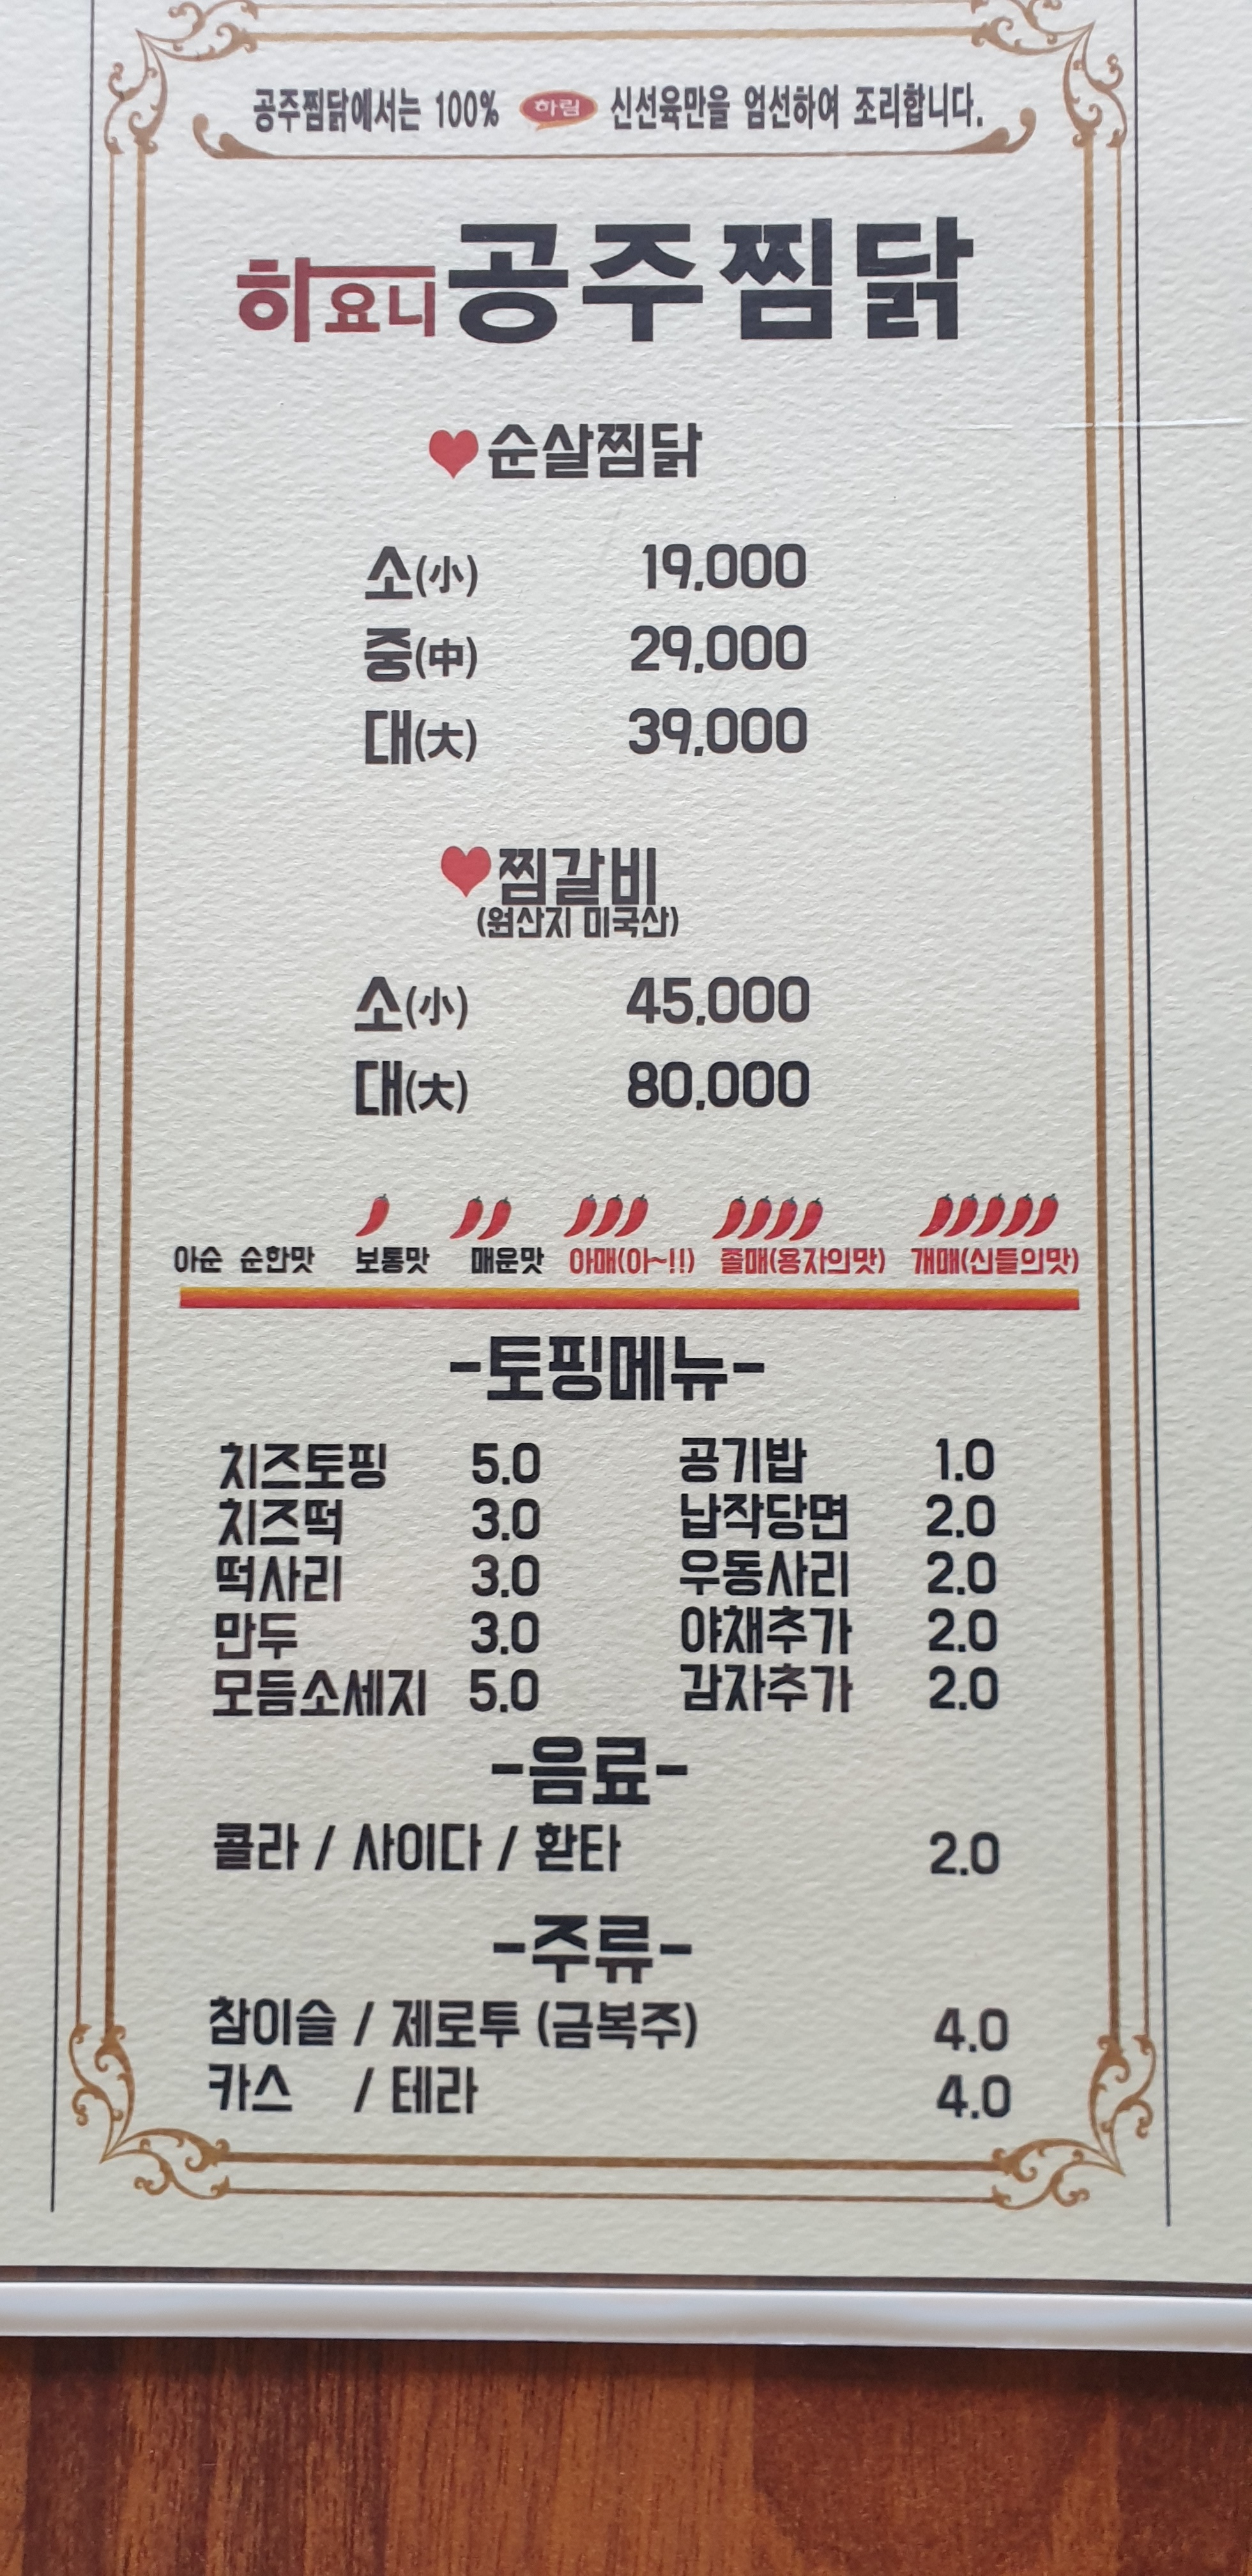 공주찜닭에서는 100% 하림 신선육만을 엄선하여 조리합니다.
하요니공주찜닭
순살찜닭
소(小) 19,000
중(中) 29,000
대(大) 39,000
찜갈비
(원산지 미국산)
소(小) 45,000
대(大) 80,000
아순 순한맛 보통맛 매운맛 아매(아~!!) 졸매(용자의맛) 개매(신들의맛)
-토핑메뉴-
치즈토핑 5.0 공기밥 1.0
치즈떡 3.0 납작당면 2.0
떡사리 3.0 우동사리 2.0
만두 3.0 야채추가 2.0
모듬소세지 5.0 감자추가 2.0
-음료-
콜라 / 사이다 / 환타 2.0
-주류-
참이슬 / 제로투 (금복주) 4.0
카스 / 테라 4.0